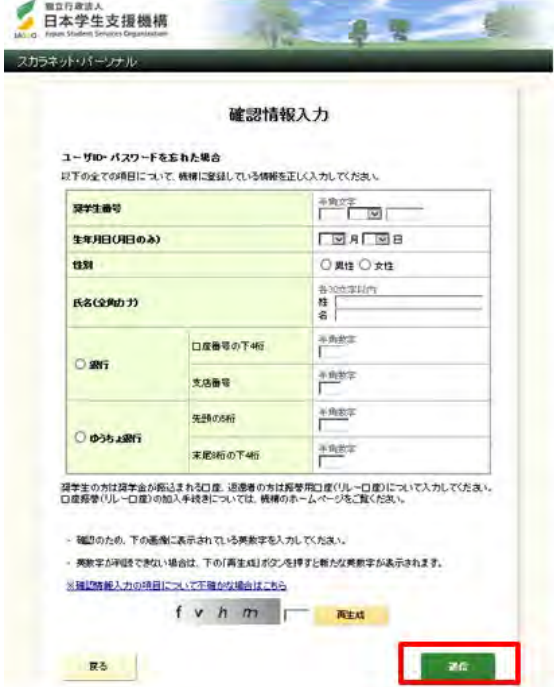 独立行政法人
日本学生支援機構
JASSO Japan Student Services Organization
スカラネット・パーソナル
確認情報入力
ユーザID・パスワードを忘れた場合
以下の全ての項目について、機構に登録している情報を正しく入力してください。
奨学生番号
半角文字
生年月日(月日のみ)
月 日
性別
男性 女性
氏名(全角カナ)
各30文字以内
姓
名
銀行
口座番号の下4桁
半角数字
支店番号
半角数字
ゆうちょ銀行
先頭の5桁
半角数字
末尾8桁の下4桁
半角数字
奨学生の方は奨学金が振込まれる口座、返還者の方は振替用口座(リレー口座)について入力してください。
口座振替(リレー口座)の加入手続きについては、機構のホームページをご覧ください。
・ 確認のため、下の画像に表示されている英数字を入力してください。
・ 英数字が判読できない場合は、下の「再生成」ボタンを押すと新たな英数字が表示されます。
※確認情報入力の項目について不確かな場合はこちら
f v h m
再生成
戻る
送信